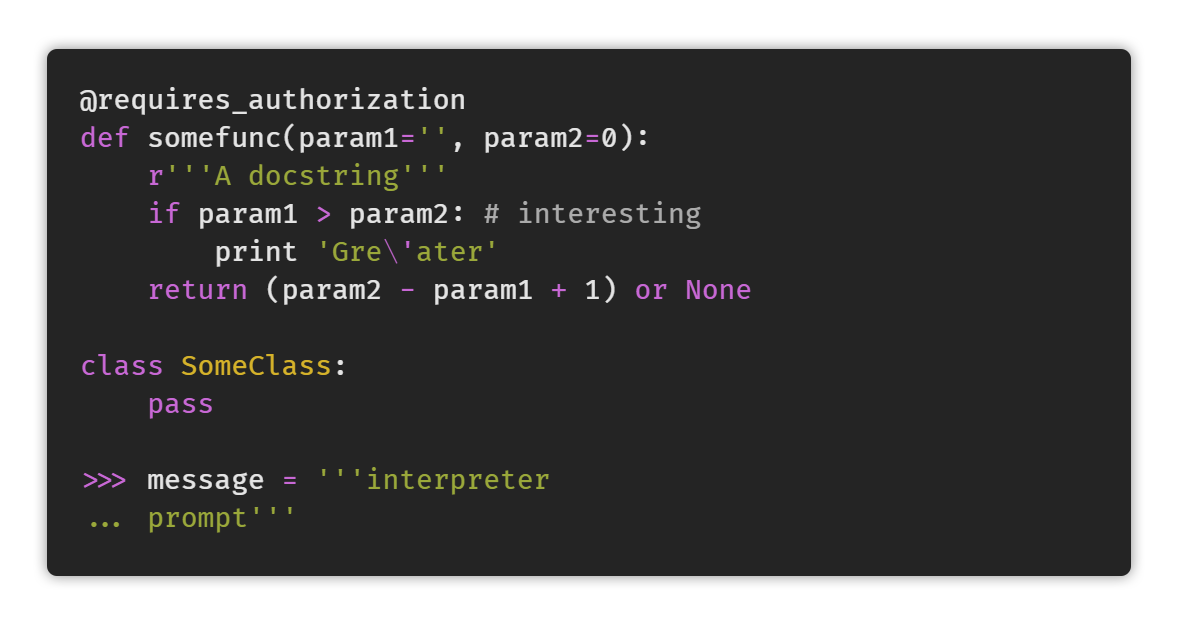 @requires_authorization
def somefunc(param1='', param2=0):
    r'''A docstring'''
    if param1 > param2: # interesting
        print 'Gre\'ater'
    return (param2 - param1 + 1) or None

class SomeClass:
    pass

>>> message = '''interpreter
... prompt'''